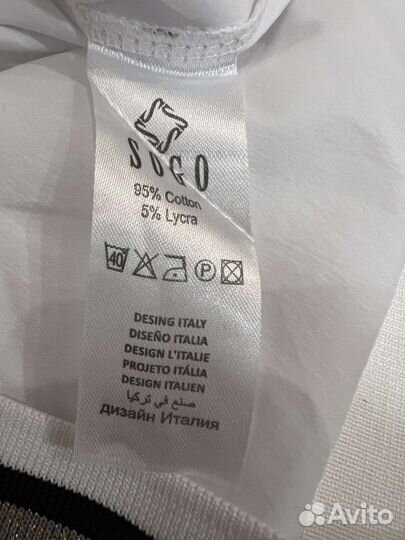 SOGO
95% Cotton
5% Lycra
40
P
DESING ITALY
DISEÑO ITALIA
DESIGN L'ITALIE
PROJETO ITÁLIA
DESIGN ITALIEN
صنع في تركيا
дизайн Италия
Avito